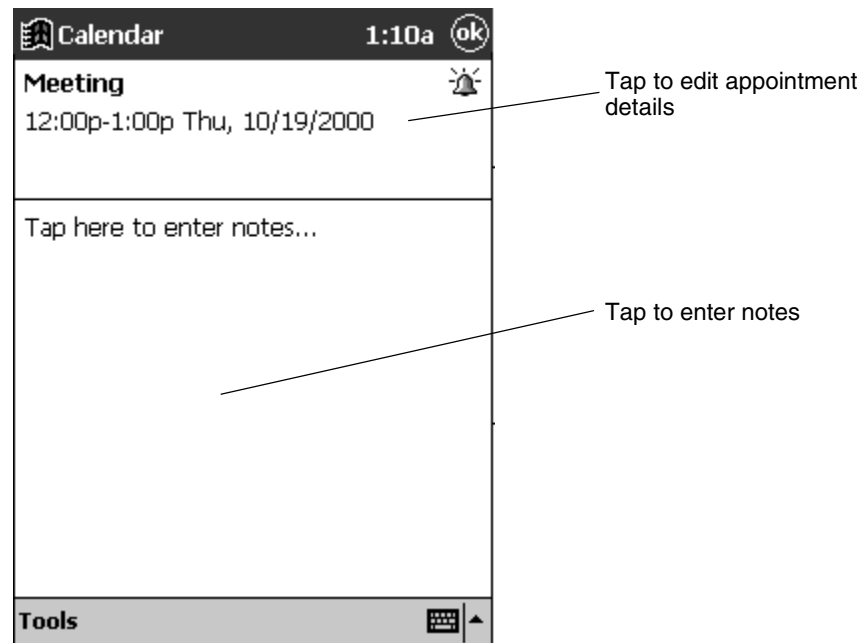 Calendar 1:10a ok
Meeting
12:00p-1:00p Thu, 10/19/2000
Tap to edit appointment
details
Tap here to enter notes...
Tap to enter notes
Tools